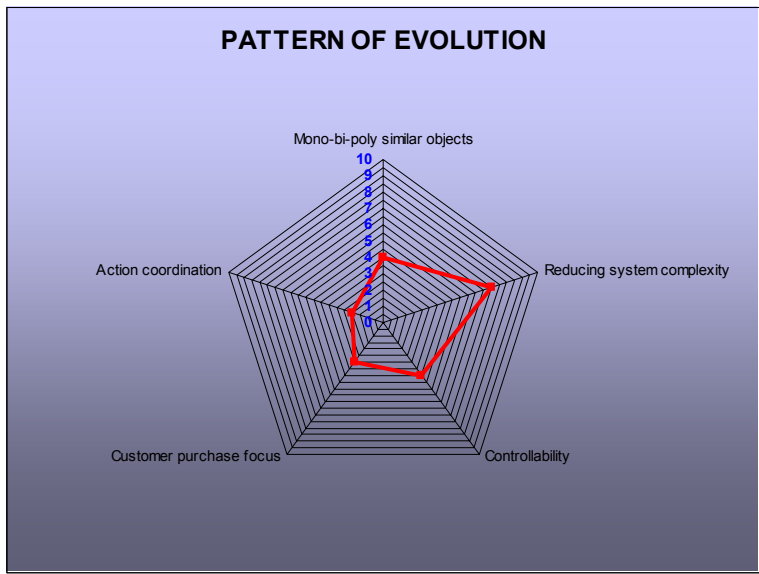 PATTERN OF EVOLUTION
Mono-bi-poly similar objects
10
9
8
7
6
5
4
3
2
1
0
Action coordination
Reducing system complexity
Customer purchase focus
Controllability